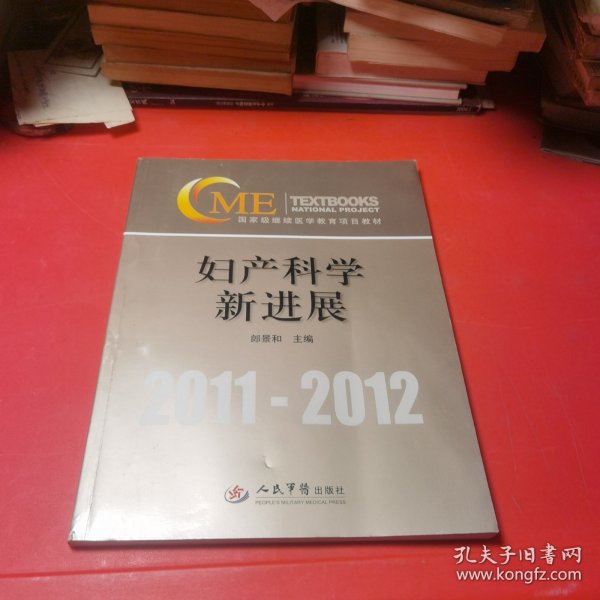 CME
TEXTBOOKS
NATIONAL PROJECT
国家级继续医学教育项目教材
妇产科学
新进展
郎景和 主编
2011-2012
人民军医出版社
PEOPLE'S MILITARY MEDICAL PRESS
孔夫子旧书网
www.kongfz.com